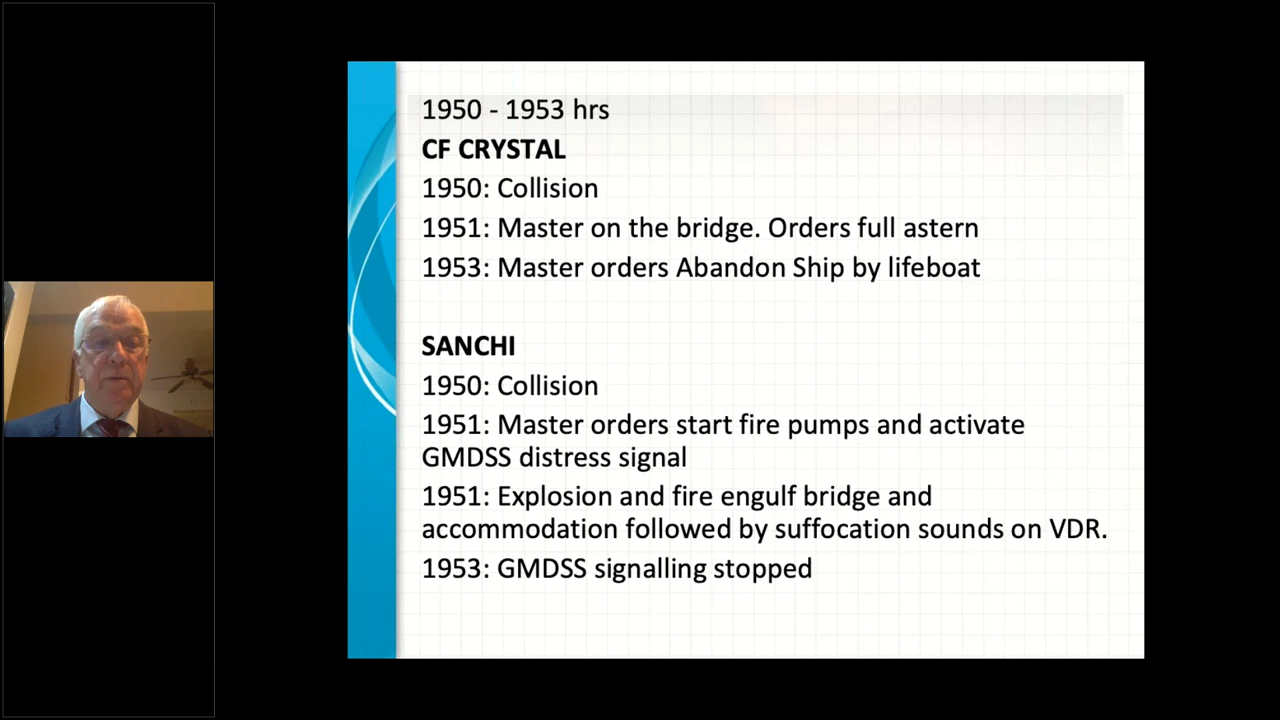 1950 - 1953 hrs
CF CRYSTAL
1950: Collision
1951: Master on the bridge. Orders full astern
1953: Master orders Abandon Ship by lifeboat
SANCHI
1950: Collision
1951: Master orders start fire pumps and activate
GMDSS distress signal
1951: Explosion and fire engulf bridge and
accommodation followed by suffocation sounds on VDR.
1953: GMDSS signalling stopped